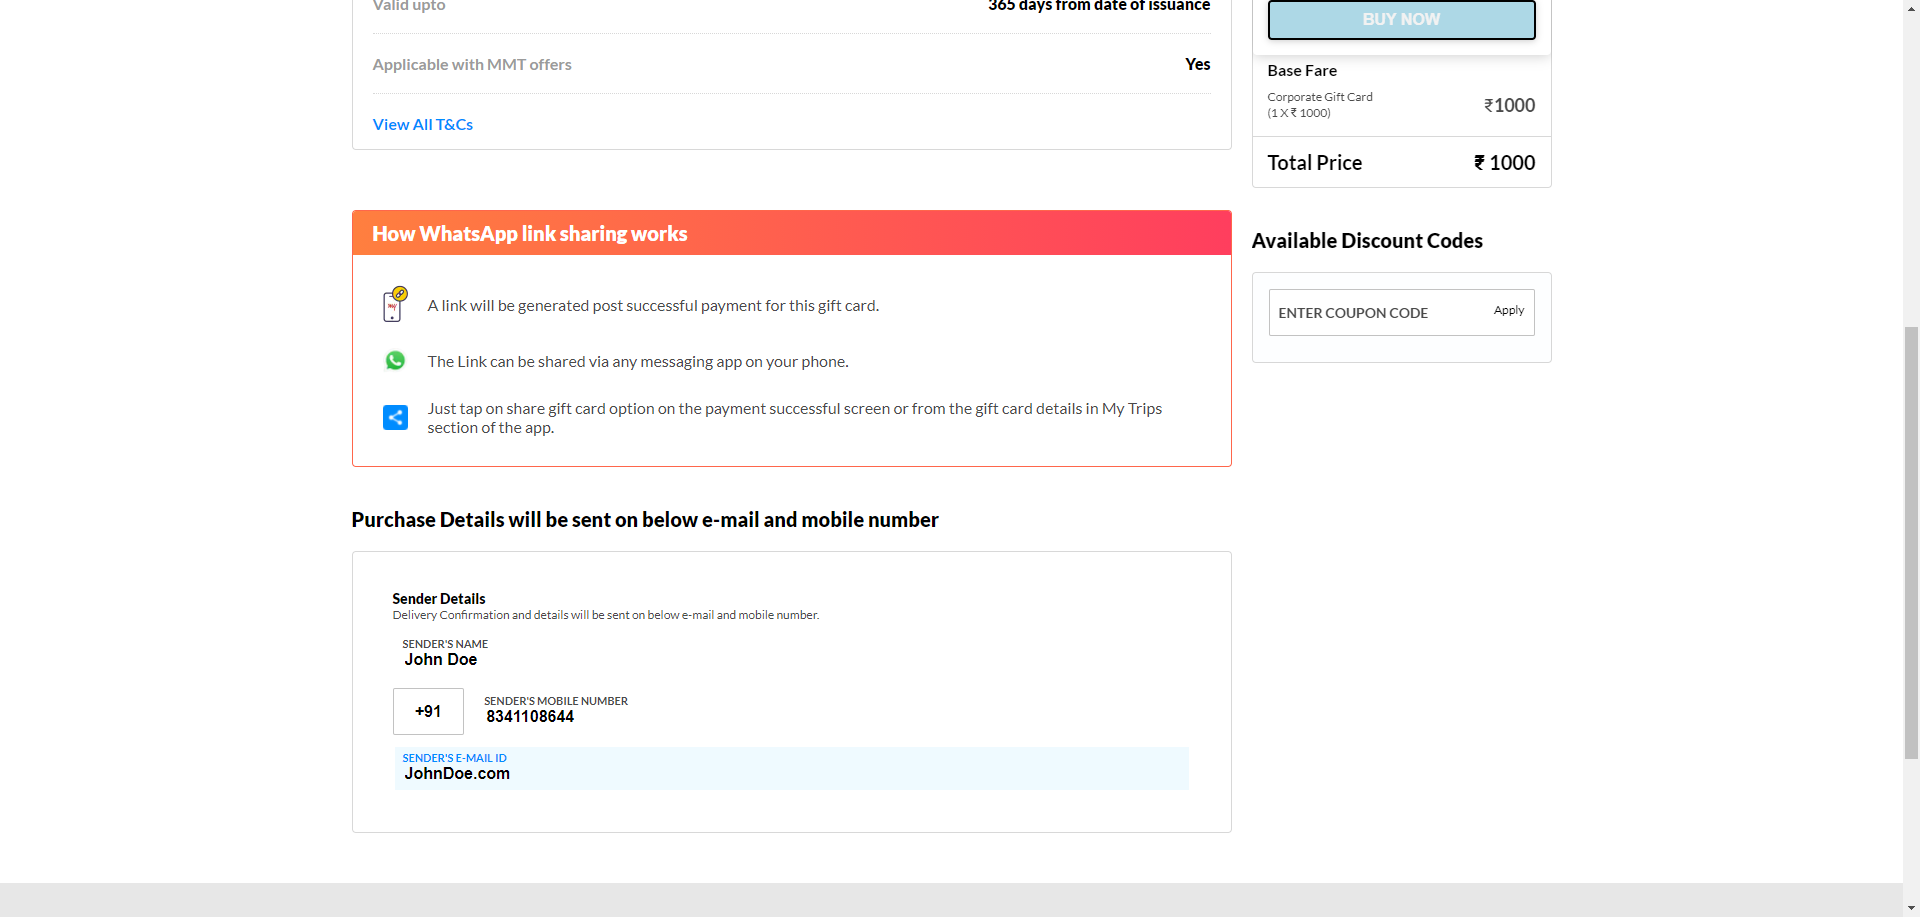 Valid upto
365 days from date of issuance
Applicable with MMT offers
Yes
View All T&Cs
BUY NOW
Base Fare
Corporate Gift Card
(1 X ₹ 1000)
₹1000
Total Price
₹ 1000
How WhatsApp link sharing works
A link will be generated post successful payment for this gift card.
The Link can be shared via any messaging app on your phone.
Just tap on share gift card option on the payment successful screen or from the gift card details in My Trips
section of the app.
Available Discount Codes
ENTER COUPON CODE
Apply
Purchase Details will be sent on below e-mail and mobile number
Sender Details
Delivery Confirmation and details will be sent on below e-mail and mobile number.
SENDER'S NAME
John Doe
+91
SENDER'S MOBILE NUMBER
8341108644
SENDER'S E-MAIL ID
JohnDoe.com